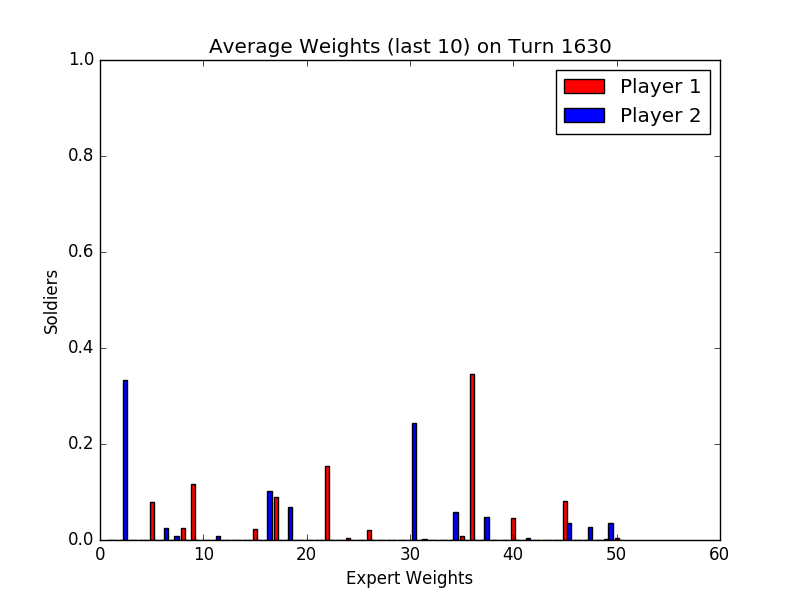 Average Weights (last 10) on Turn 1630
1.0
Player 1
Player 2
0.8
0.6
Soldiers
0.4
0.2
0.0
0 10 20 30 40 50 60
Expert Weights